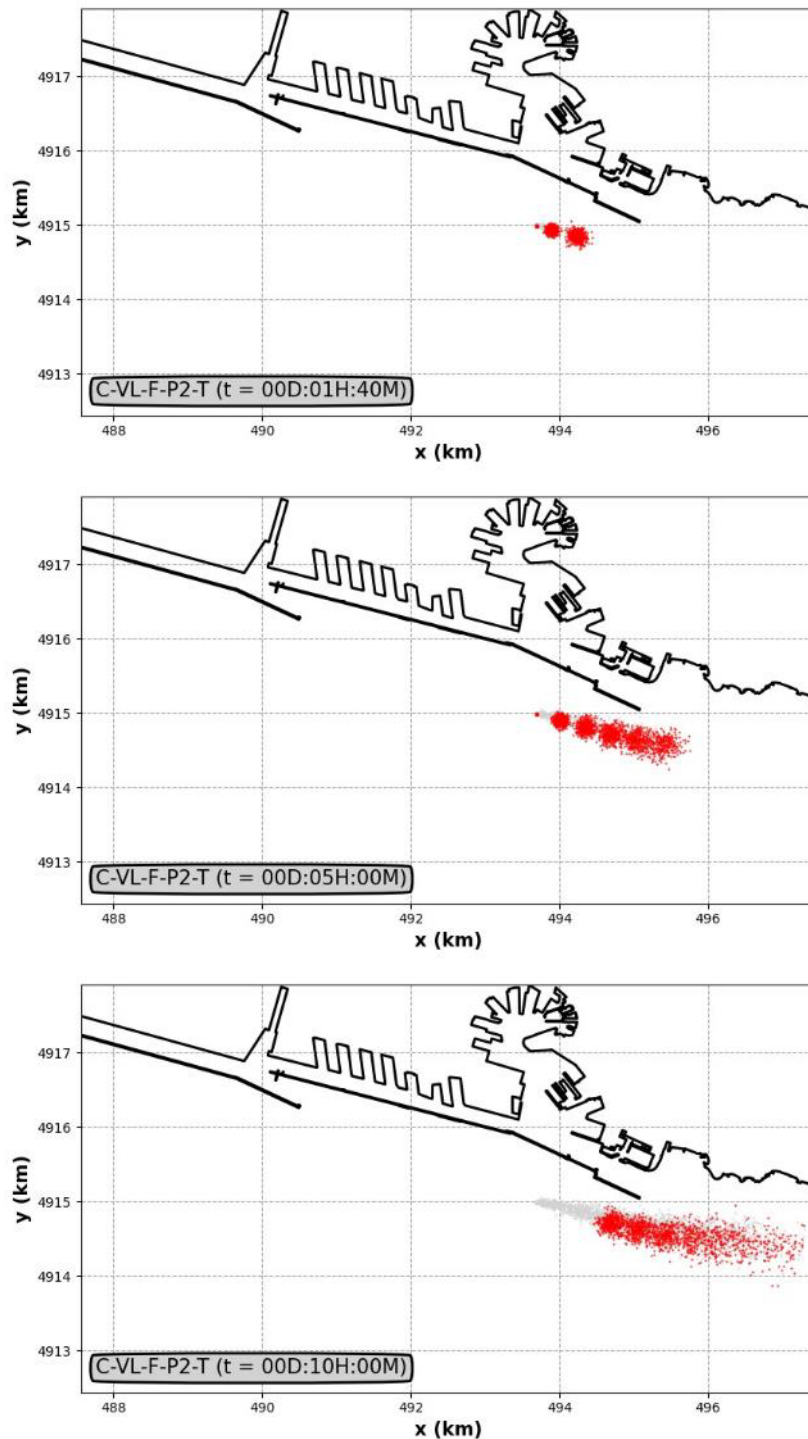 4917
4916
4915
4914
4913
y (km)
C-VL-F-P2-T (t = 00D:01H:40M)
488 490 492 494 496
x (km)
4917
4916
4915
4914
4913
y (km)
C-VL-F-P2-T (t = 00D:05H:00M)
488 490 492 494 496
x (km)
4917
4916
4915
4914
4913
y (km)
C-VL-F-P2-T (t = 00D:10H:00M)
488 490 492 494 496
x (km)